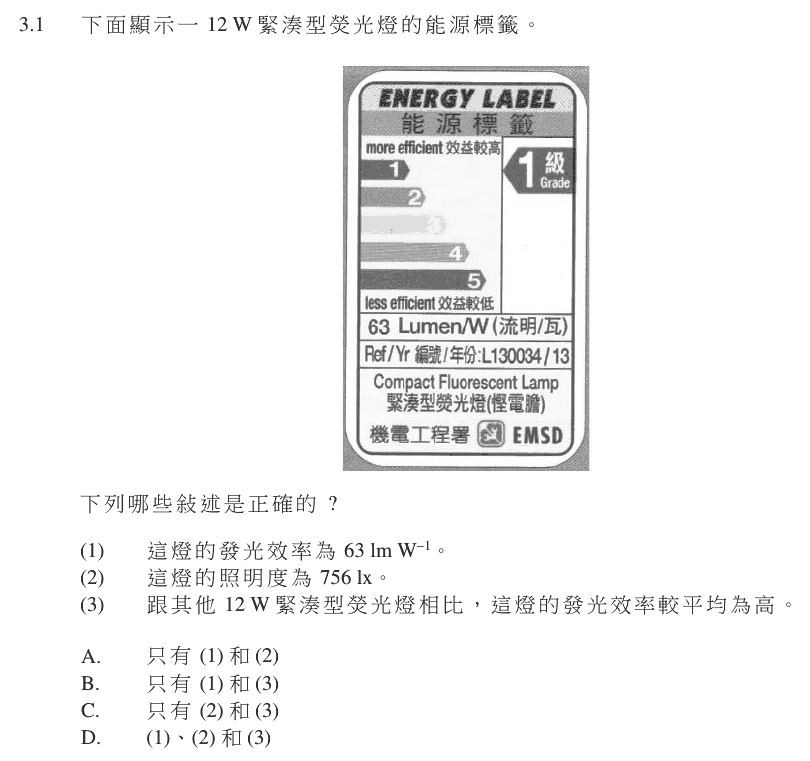 3.1 下面顯示一 12 W 緊湊型熒光燈的能源標籤。
ENERGY LABEL
能源標籤
more efficient 效益較高
1
1 級
Grade
2
3
4
5
less efficient 效益較低
63 Lumen/W (流明/瓦)
Ref/Yr 編號/年份:L130034/13
Compact Fluorescent Lamp
緊湊型熒光燈(慳電膽)
機電工程署 EMSD
下列哪些敍述是正確的 ?
(1) 這燈的發光效率為 63 lm W⁻¹。
(2) 這燈的照明度為 756 lx。
(3) 跟其他 12 W 緊湊型熒光燈相比，這燈的發光效率較平均為高。
A. 只有 (1) 和 (2)
B. 只有 (1) 和 (3)
C. 只有 (2) 和 (3)
D. (1)、(2) 和 (3)